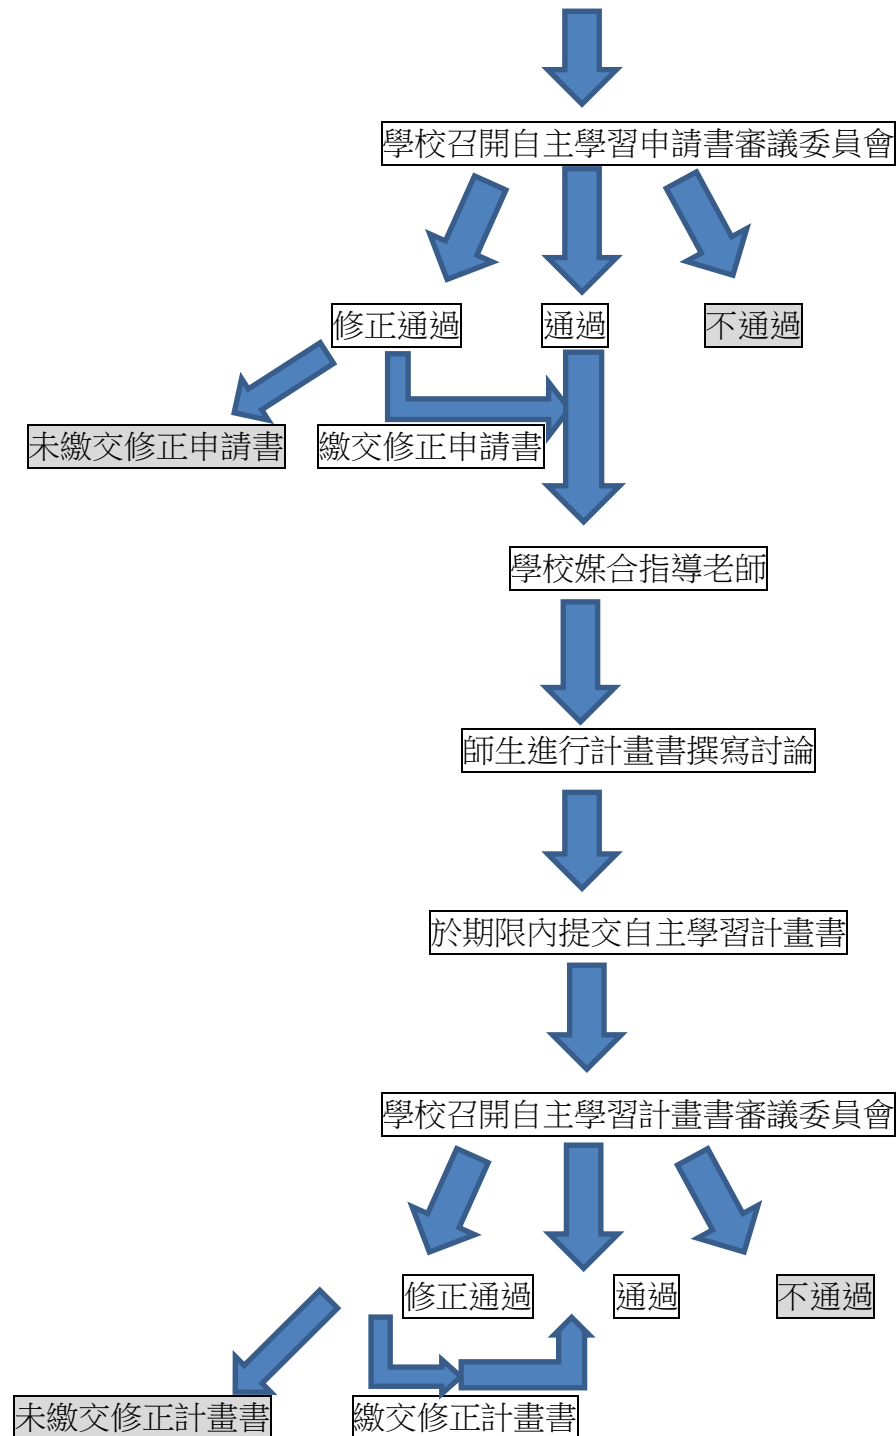 學校召開自主學習申請書審議委員會
修正通過
通過
不通過
未繳交修正申請書
繳交修正申請書
學校媒合指導老師
師生進行計畫書撰寫討論
於期限內提交自主學習計畫書
學校召開自主學習計畫書審議委員會
修正通過
通過
不通過
未繳交修正計畫書
繳交修正計畫書